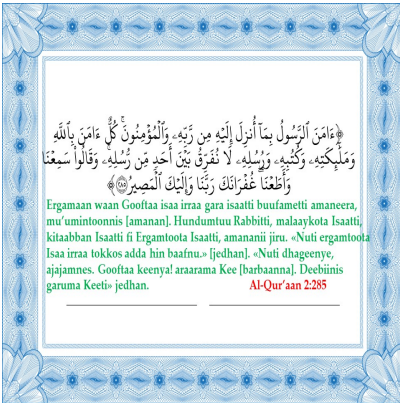 ﴿ءَامَنَ ٱلرَّسُولُ بِمَآ أُنزِلَ إِلَيْهِ مِن رَّبِّهِۦ وَٱلْمُؤْمِنُونَ ۚ كُلٌّ ءَامَنَ بِٱللَّهِ
وَمَلَٰٓئِكَتِهِۦ وَكُتُبِهِۦ وَرُسُلِهِۦ لَا نُفَرِّقُ بَيْنَ أَحَدٍ مِّن رُّسُلِهِۦ ۚ وَقَالُوا۟ سَمِعْنَا
وَأَطَعْنَا ۖ غُفْرَانَكَ رَبَّنَا وَإِلَيْكَ ٱلْمَصِيرُ ٢٨٥﴾
Ergamaan waan Gooftaa isaa irraa gara isaatti buufametti amaneera,
mu'umintoonnis [amanan]. Hundumtuu Rabbitti, malaaykota Isaatti,
kitaabban Isaatti fi Ergamtoota Isaatti, amananii jiru. «Nuti ergamtoota
Isaa irraa tokkos adda hin baafnu.» [jedhan]. «Nuti dhageenye,
ajajamnes. Gooftaa keenya! araarama Kee [barbaanna]. Deebiinis
garuma Keeti» jedhan. Al-Qur'aan 2:285